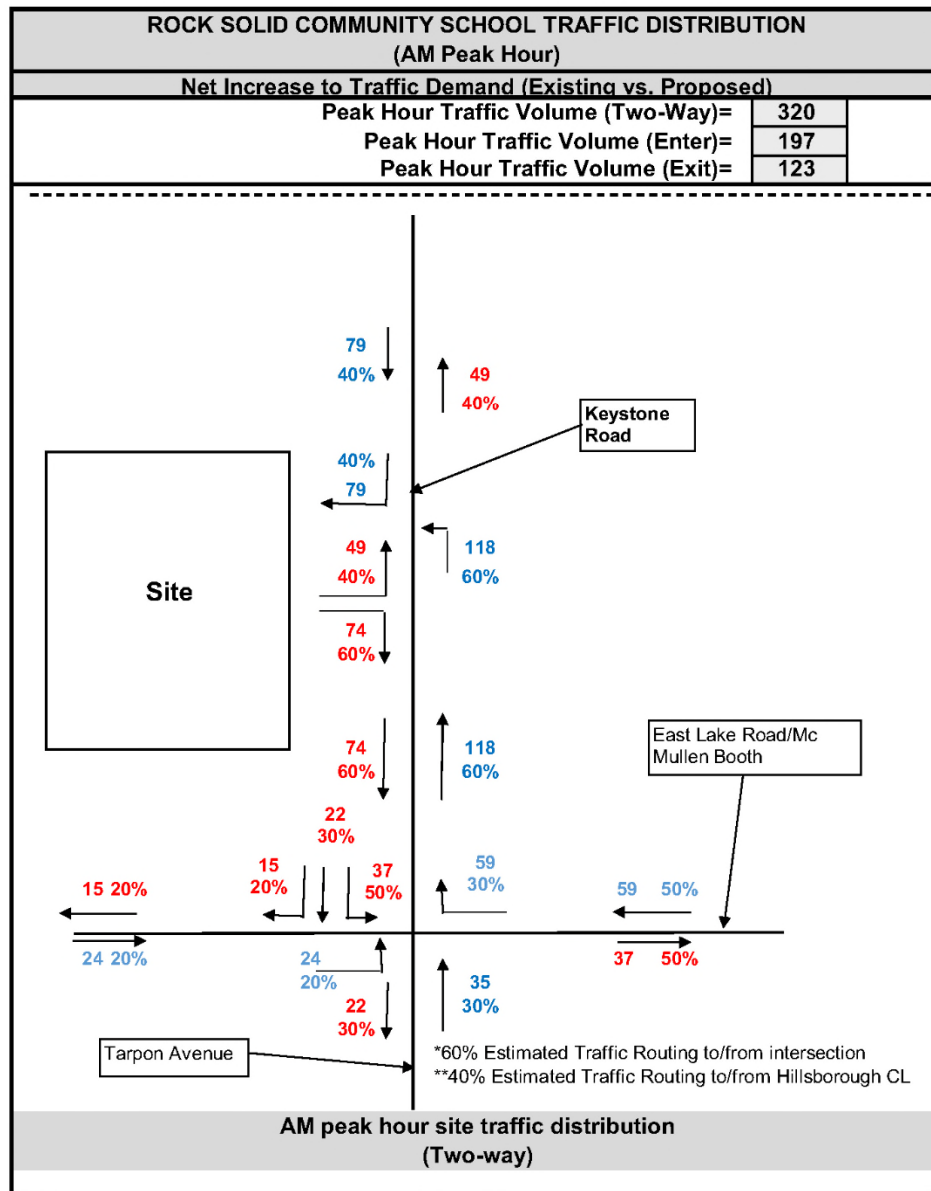 ROCK SOLID COMMUNITY SCHOOL TRAFFIC DISTRIBUTION
(AM Peak Hour)
Net Increase to Traffic Demand (Existing vs. Proposed)
Peak Hour Traffic Volume (Two-Way)= 320
Peak Hour Traffic Volume (Enter)= 197
Peak Hour Traffic Volume (Exit)= 123
79
40%
49
40%
Keystone
Road
40%
79
49
40%
118
60%
Site
74
60%
74
60%
118
60%
East Lake Road/Mc
Mullen Booth
22
30%
15
20%
37
50%
59
30%
15 20%
59 50%
24 20%
24
20%
37 50%
22
30%
35
30%
Tarpon Avenue
*60% Estimated Traffic Routing to/from intersection
**40% Estimated Traffic Routing to/from Hillsborough CL
AM peak hour site traffic distribution
(Two-way)